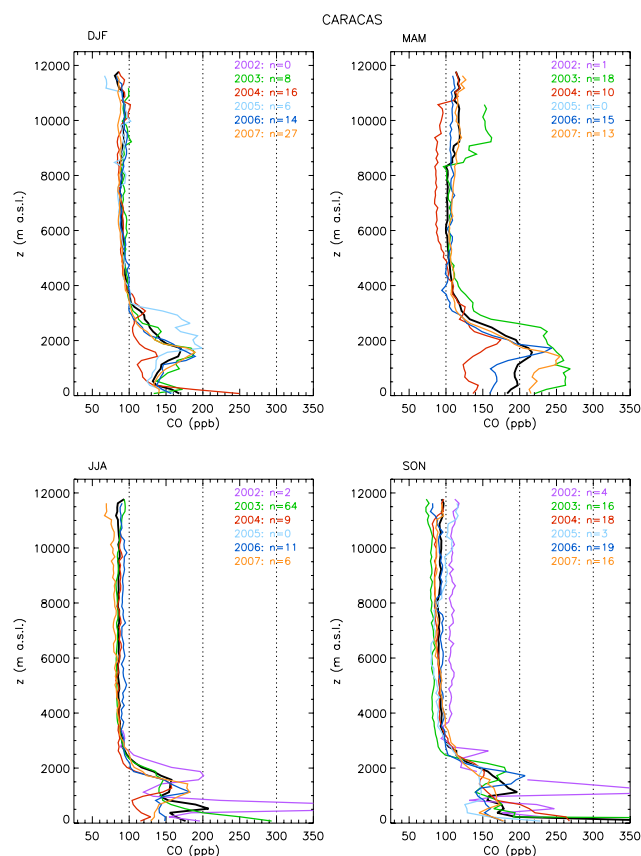 CARACAS
DJF
2002: n=0
2003: n=8
2004: n=16
2005: n=6
2006: n=14
2007: n=27
12000
10000
8000
6000
4000
2000
0
z (m a.s.l.)
50 100 150 200 250 300 350
CO (ppb)
MAM
2002: n=1
2003: n=18
2004: n=10
2005: n=0
2006: n=15
2007: n=13
12000
10000
8000
6000
4000
2000
0
z (m a.s.l.)
50 100 150 200 250 300 350
CO (ppb)
JJA
2002: n=2
2003: n=64
2004: n=9
2005: n=0
2006: n=11
2007: n=6
12000
10000
8000
6000
4000
2000
0
z (m a.s.l.)
50 100 150 200 250 300 350
CO (ppb)
SON
2002: n=4
2003: n=16
2004: n=18
2005: n=3
2006: n=19
2007: n=16
12000
10000
8000
6000
4000
2000
0
z (m a.s.l.)
50 100 150 200 250 300 350
CO (ppb)